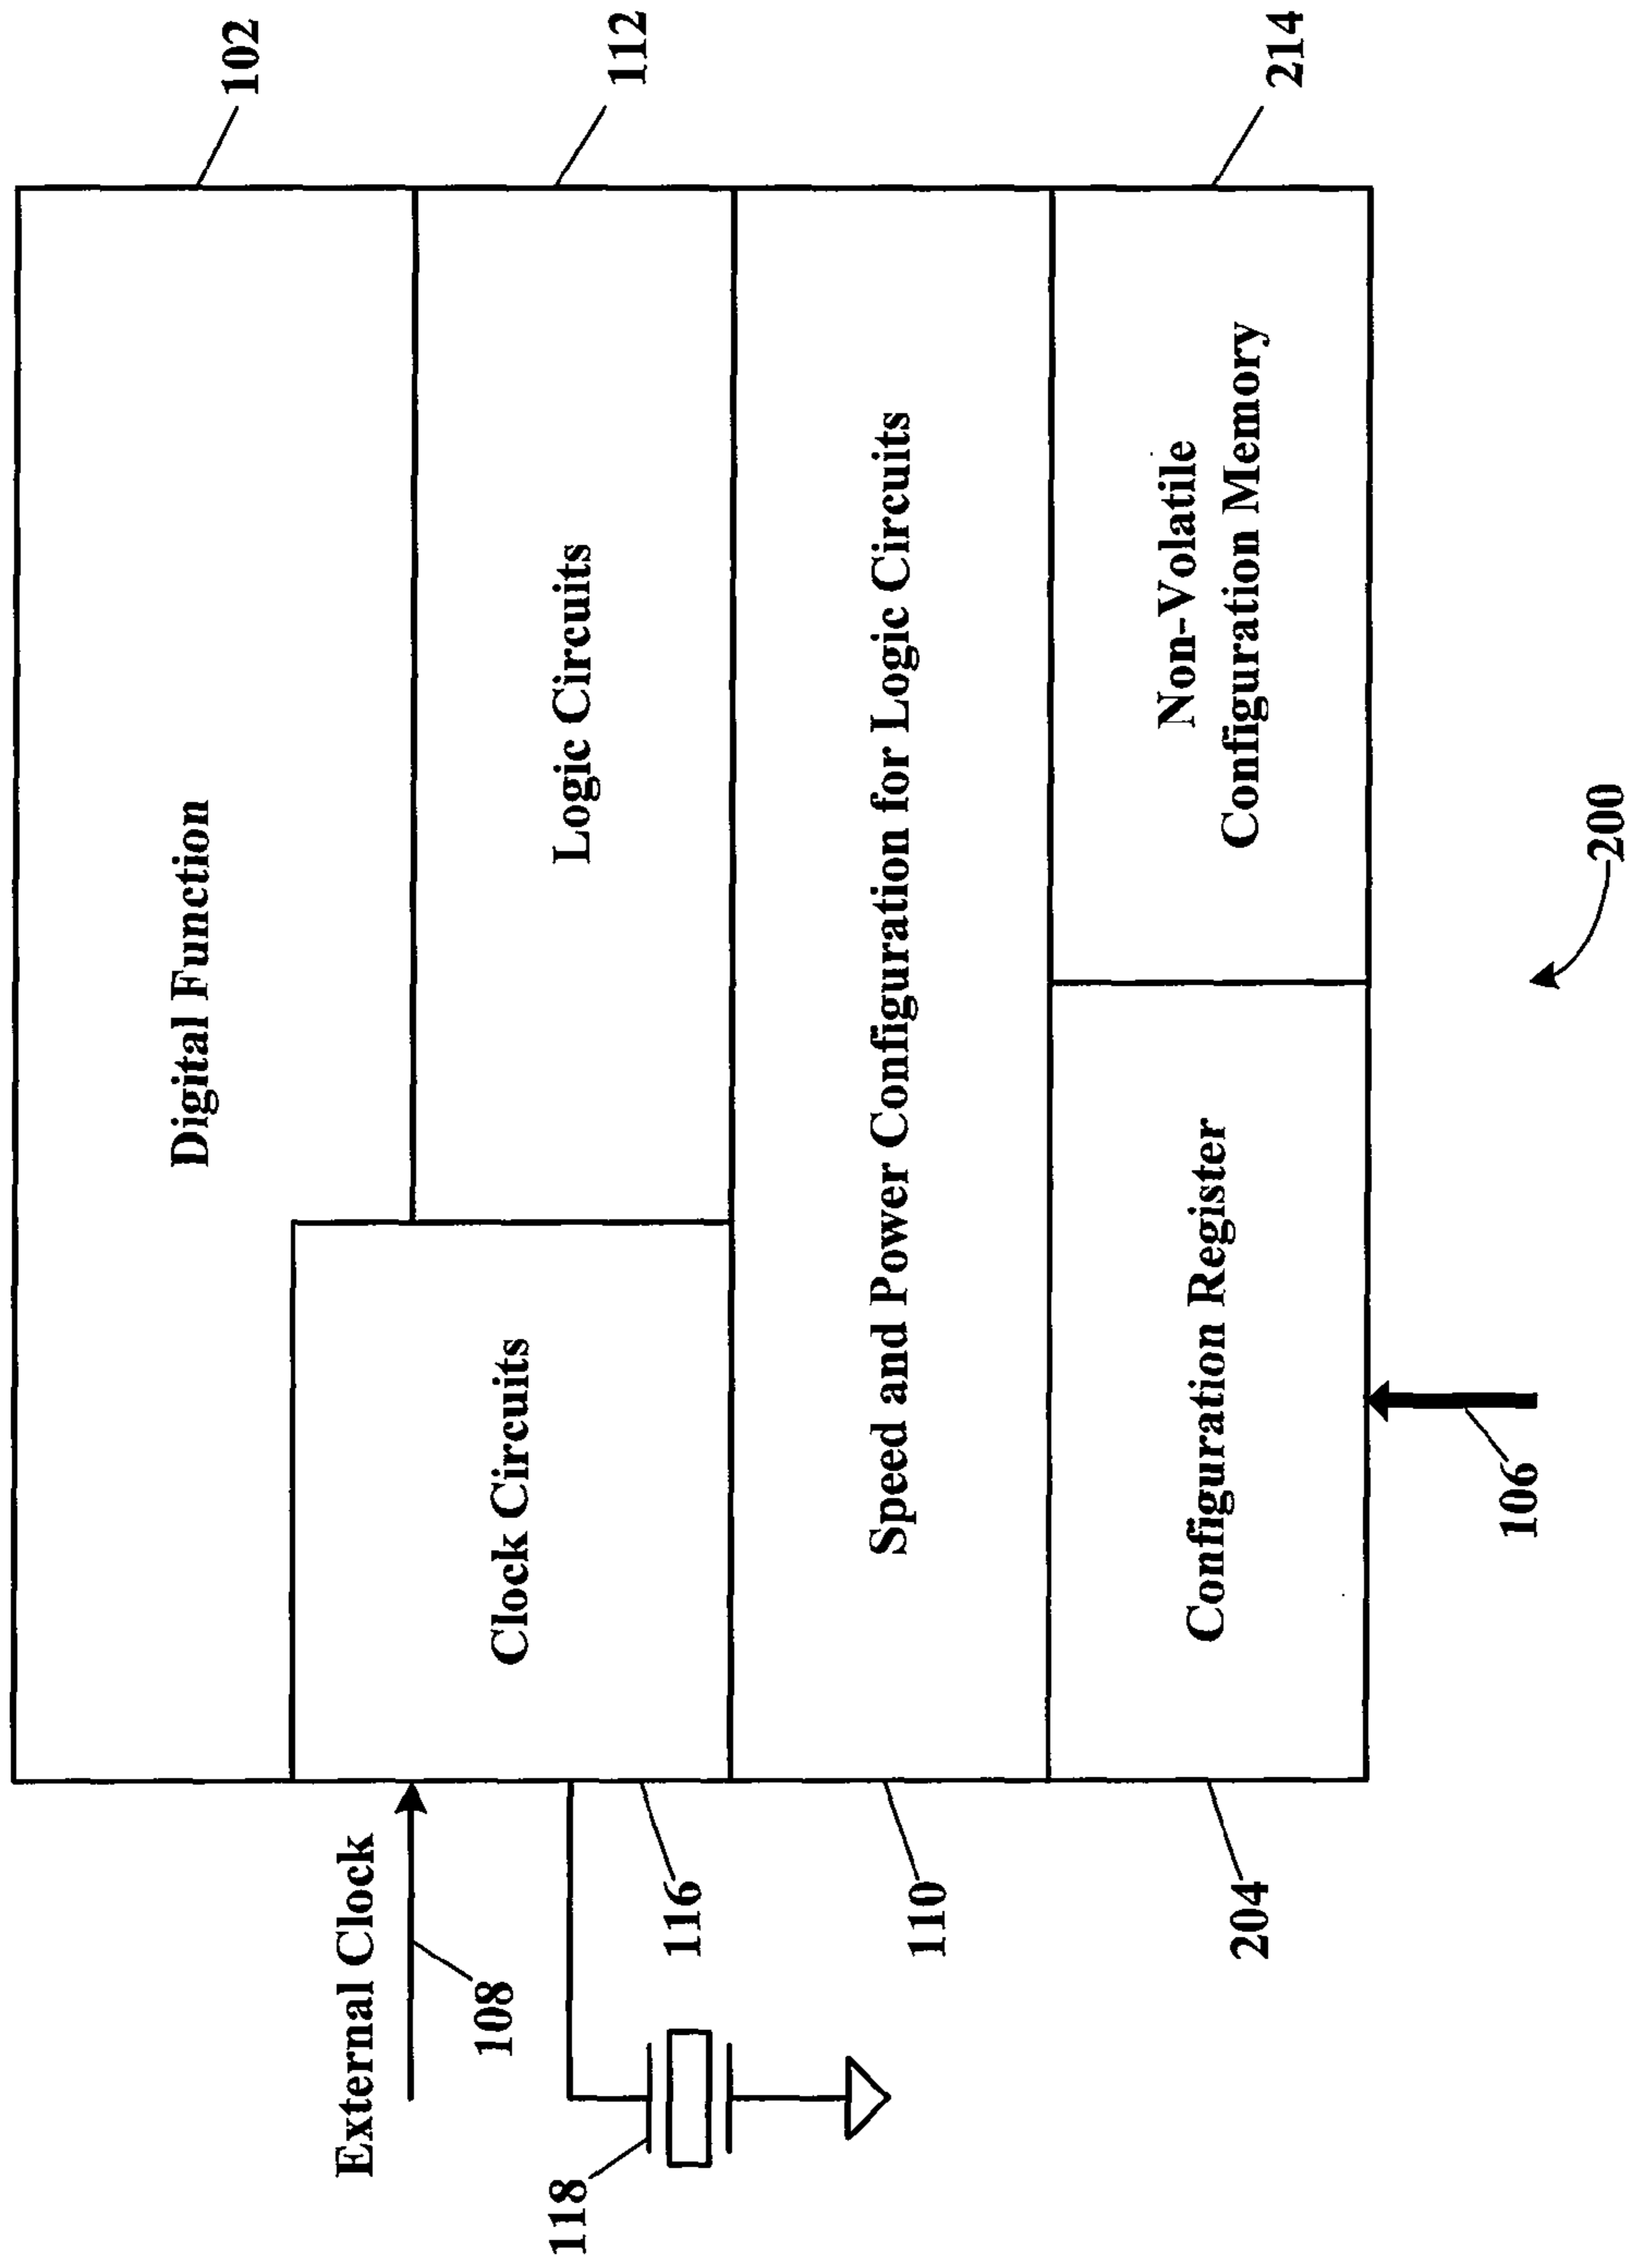 Digital Function
102
External Clock
108
Clock Circuits
Logic Circuits
112
118
116
Speed and Power Configuration for Logic Circuits
110
Configuration Register
Non-Volatile
Configuration Memory
214
204
106
200